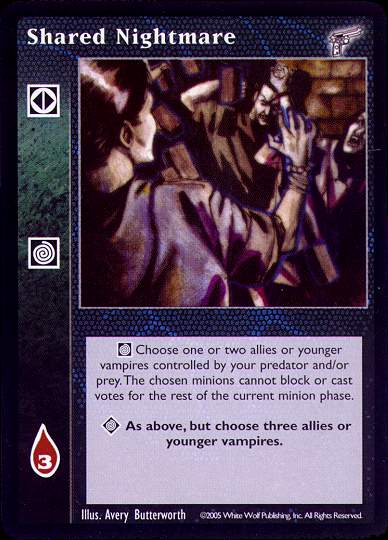 Shared Nightmare
Choose one or two allies or younger
vampires controlled by your predator and/or
prey. The chosen minions cannot block or cast
votes for the rest of the current minion phase.
As above, but choose three allies or
younger vampires.
3
Illus. Avery Butterworth
©2005 White Wolf Publishing, Inc. All Rights Reserved.